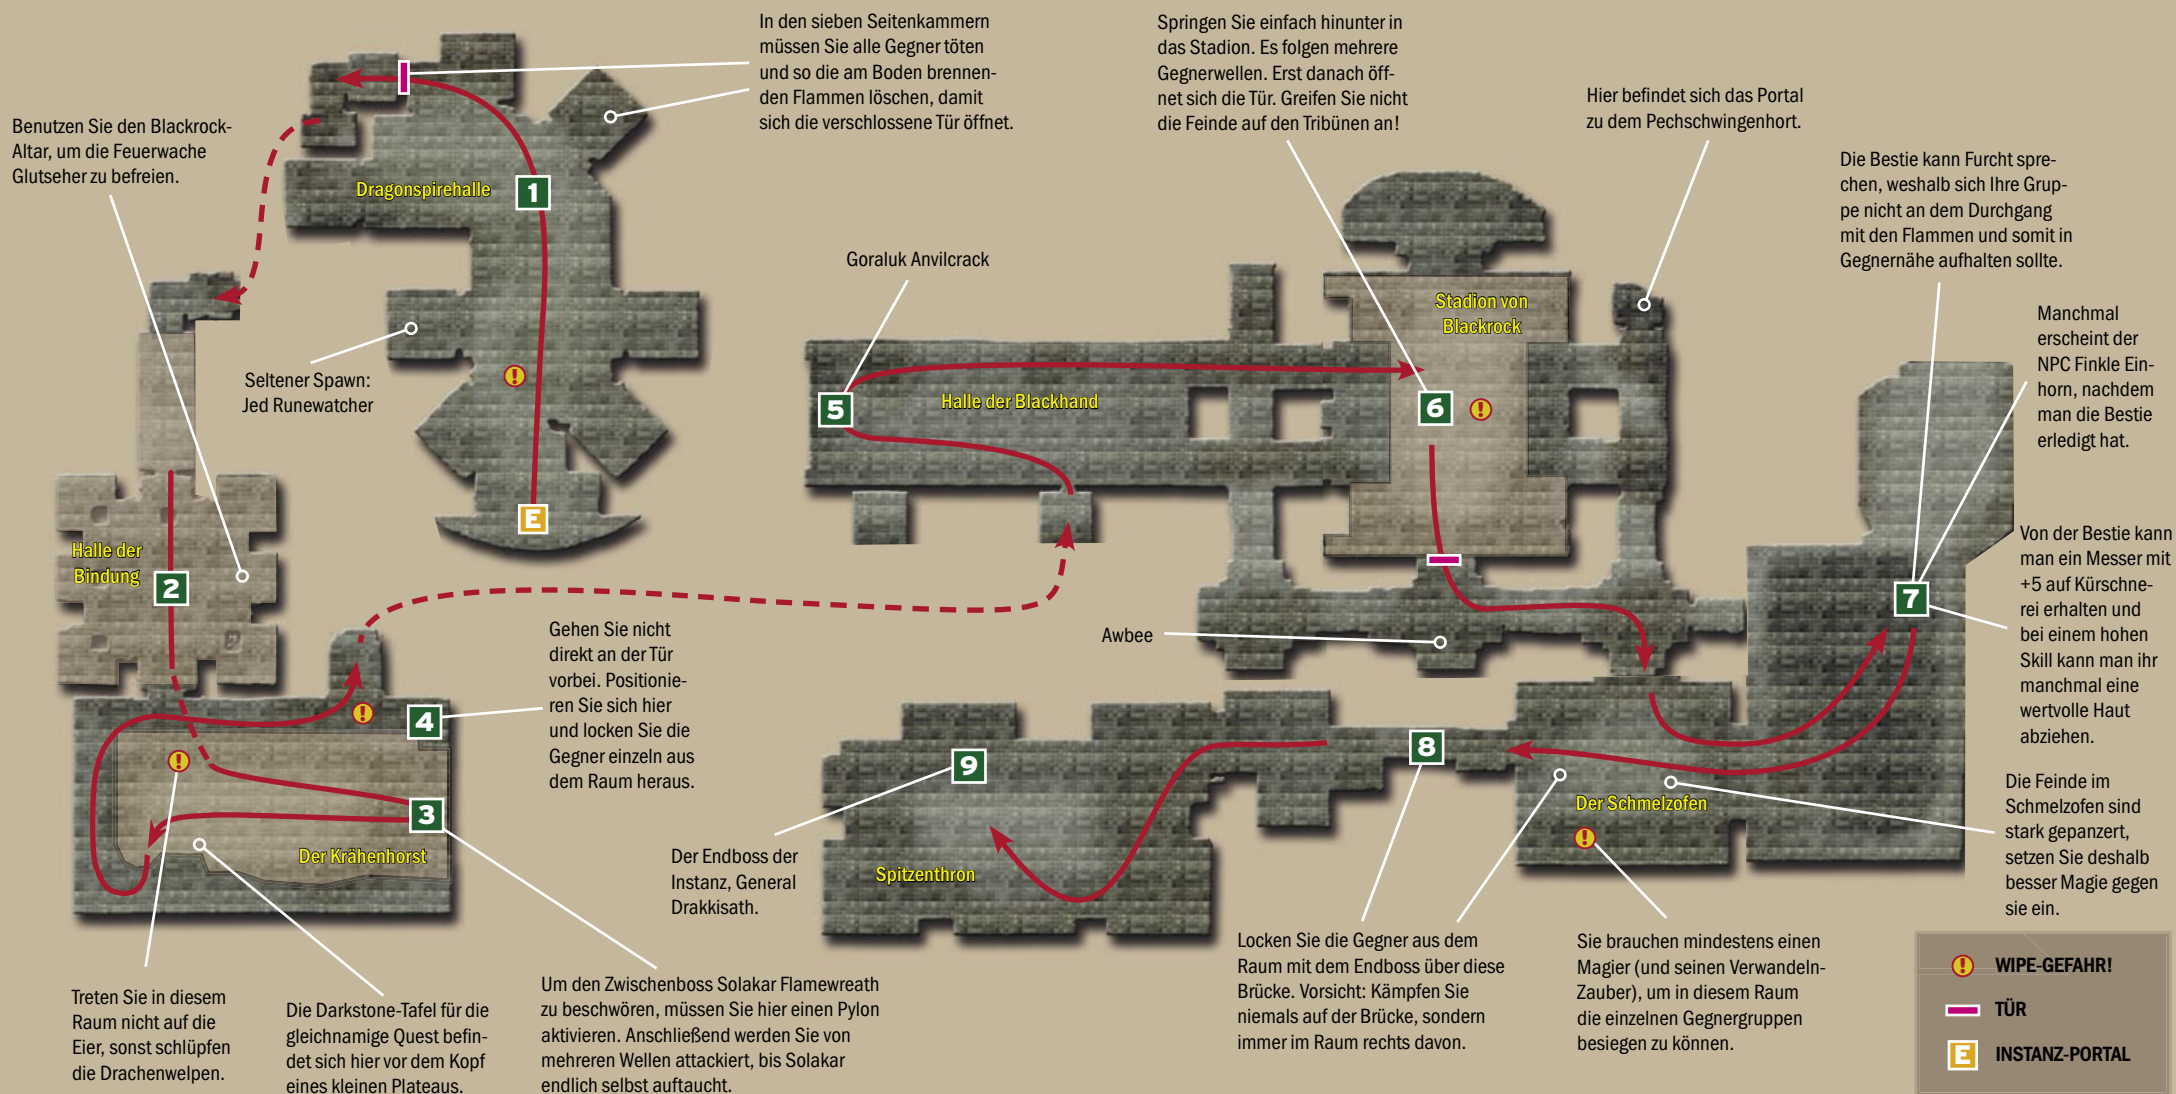 In den sieben Seitenkammern
müssen Sie alle Gegner töten
und so die am Boden brennen-
den Flammen löschen, damit
sich die verschlossene Tür öffnet.
Springen Sie einfach hinunter in
das Stadion. Es folgen mehrere
Gegnerwellen. Erst danach öff-
net sich die Tür. Greifen Sie nicht
die Feinde auf den Tribünen an!
Hier befindet sich das Portal
zu dem Pechschwingenhort.
Benutzen Sie den Blackrock-
Altar, um die Feuerwache
Glutseher zu befreien.
Die Bestie kann Furcht spre-
chen, weshalb sich Ihre Grup-
pe nicht an dem Durchgang
mit den Flammen und somit in
Gegnernähe aufhalten sollte.
Dragonspirehalle
1
Goraluk Anvilcrack
Stadion von
Blackrock
Manchmal
erscheint der
NPC Finkle Ein-
horn, nachdem
man die Bestie
erledigt hat.
Seltener Spawn:
Jed Runewatcher
!
5
Halle der Blackhand
6
!
E
Halle der
Bindung
2
Von der Bestie kann
man ein Messer mit
+5 auf Kürschne-
rei erhalten und
bei einem hohen
Skill kann man ihr
manchmal eine
wertvolle Haut
abziehen.
7
Awbee
Gehen Sie nicht
direkt an der Tür
vorbei. Positionie-
ren Sie sich hier
und locken Sie die
Gegner einzeln aus
dem Raum heraus.
!
4
!
3
Der Krähenhorst
9
8
Der Schmelzofen
!
Spitzenthron
Die Feinde im
Schmelzofen sind
stark gepanzert,
setzen Sie deshalb
besser Magie gegen
sie ein.
Der Endboss der
Instanz, General
Drakkisath.
Treten Sie in diesem
Raum nicht auf die
Eier, sonst schlüpfen
die Drachenwelpen.
Die Darkstone-Tafel für die
gleichnamige Quest befin-
det sich hier vor dem Kopf
eines kleinen Plateaus.
Um den Zwischenboss Solakar Flamewreath
zu beschwören, müssen Sie hier einen Pylon
aktivieren. Anschließend werden Sie von
mehreren Wellen attackiert, bis Solakar
endlich selbst auftaucht.
Locken Sie die Gegner aus dem
Raum mit dem Endboss über diese
Brücke. Vorsicht: Kämpfen Sie
niemals auf der Brücke, sondern
immer im Raum rechts davon.
Sie brauchen mindestens einen
Magier (und seinen Verwandeln-
Zauber), um in diesem Raum
die einzelnen Gegnergruppen
besiegen zu können.
! WIPE-GEFAHR!
TÜR
E INSTANZ-PORTAL